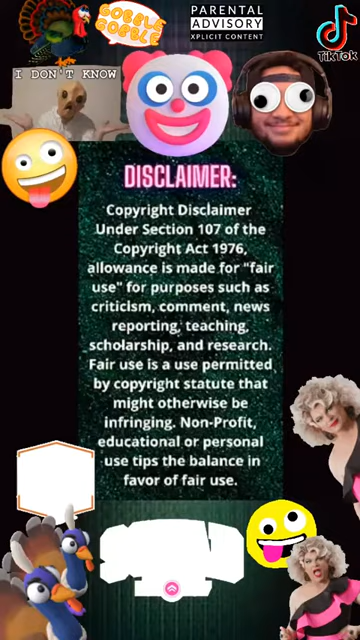 GOBBLE
GOBBLE
PARENTAL
ADVISORY
XPLICIT CONTENT
TikTok
I DON'T KNOW
DISCLAIMER:
Copyright Disclaimer
Under Section 107 of the
Copyright Act 1976,
allowance is made for "fair
use" for purposes such as
criticism, comment, news
reporting, teaching,
scholarship, and research.
Fair use is a use permitted
by copyright statute that
might otherwise be
infringing. Non-Profit,
educational or personal
use tips the balance in
favor of fair use.